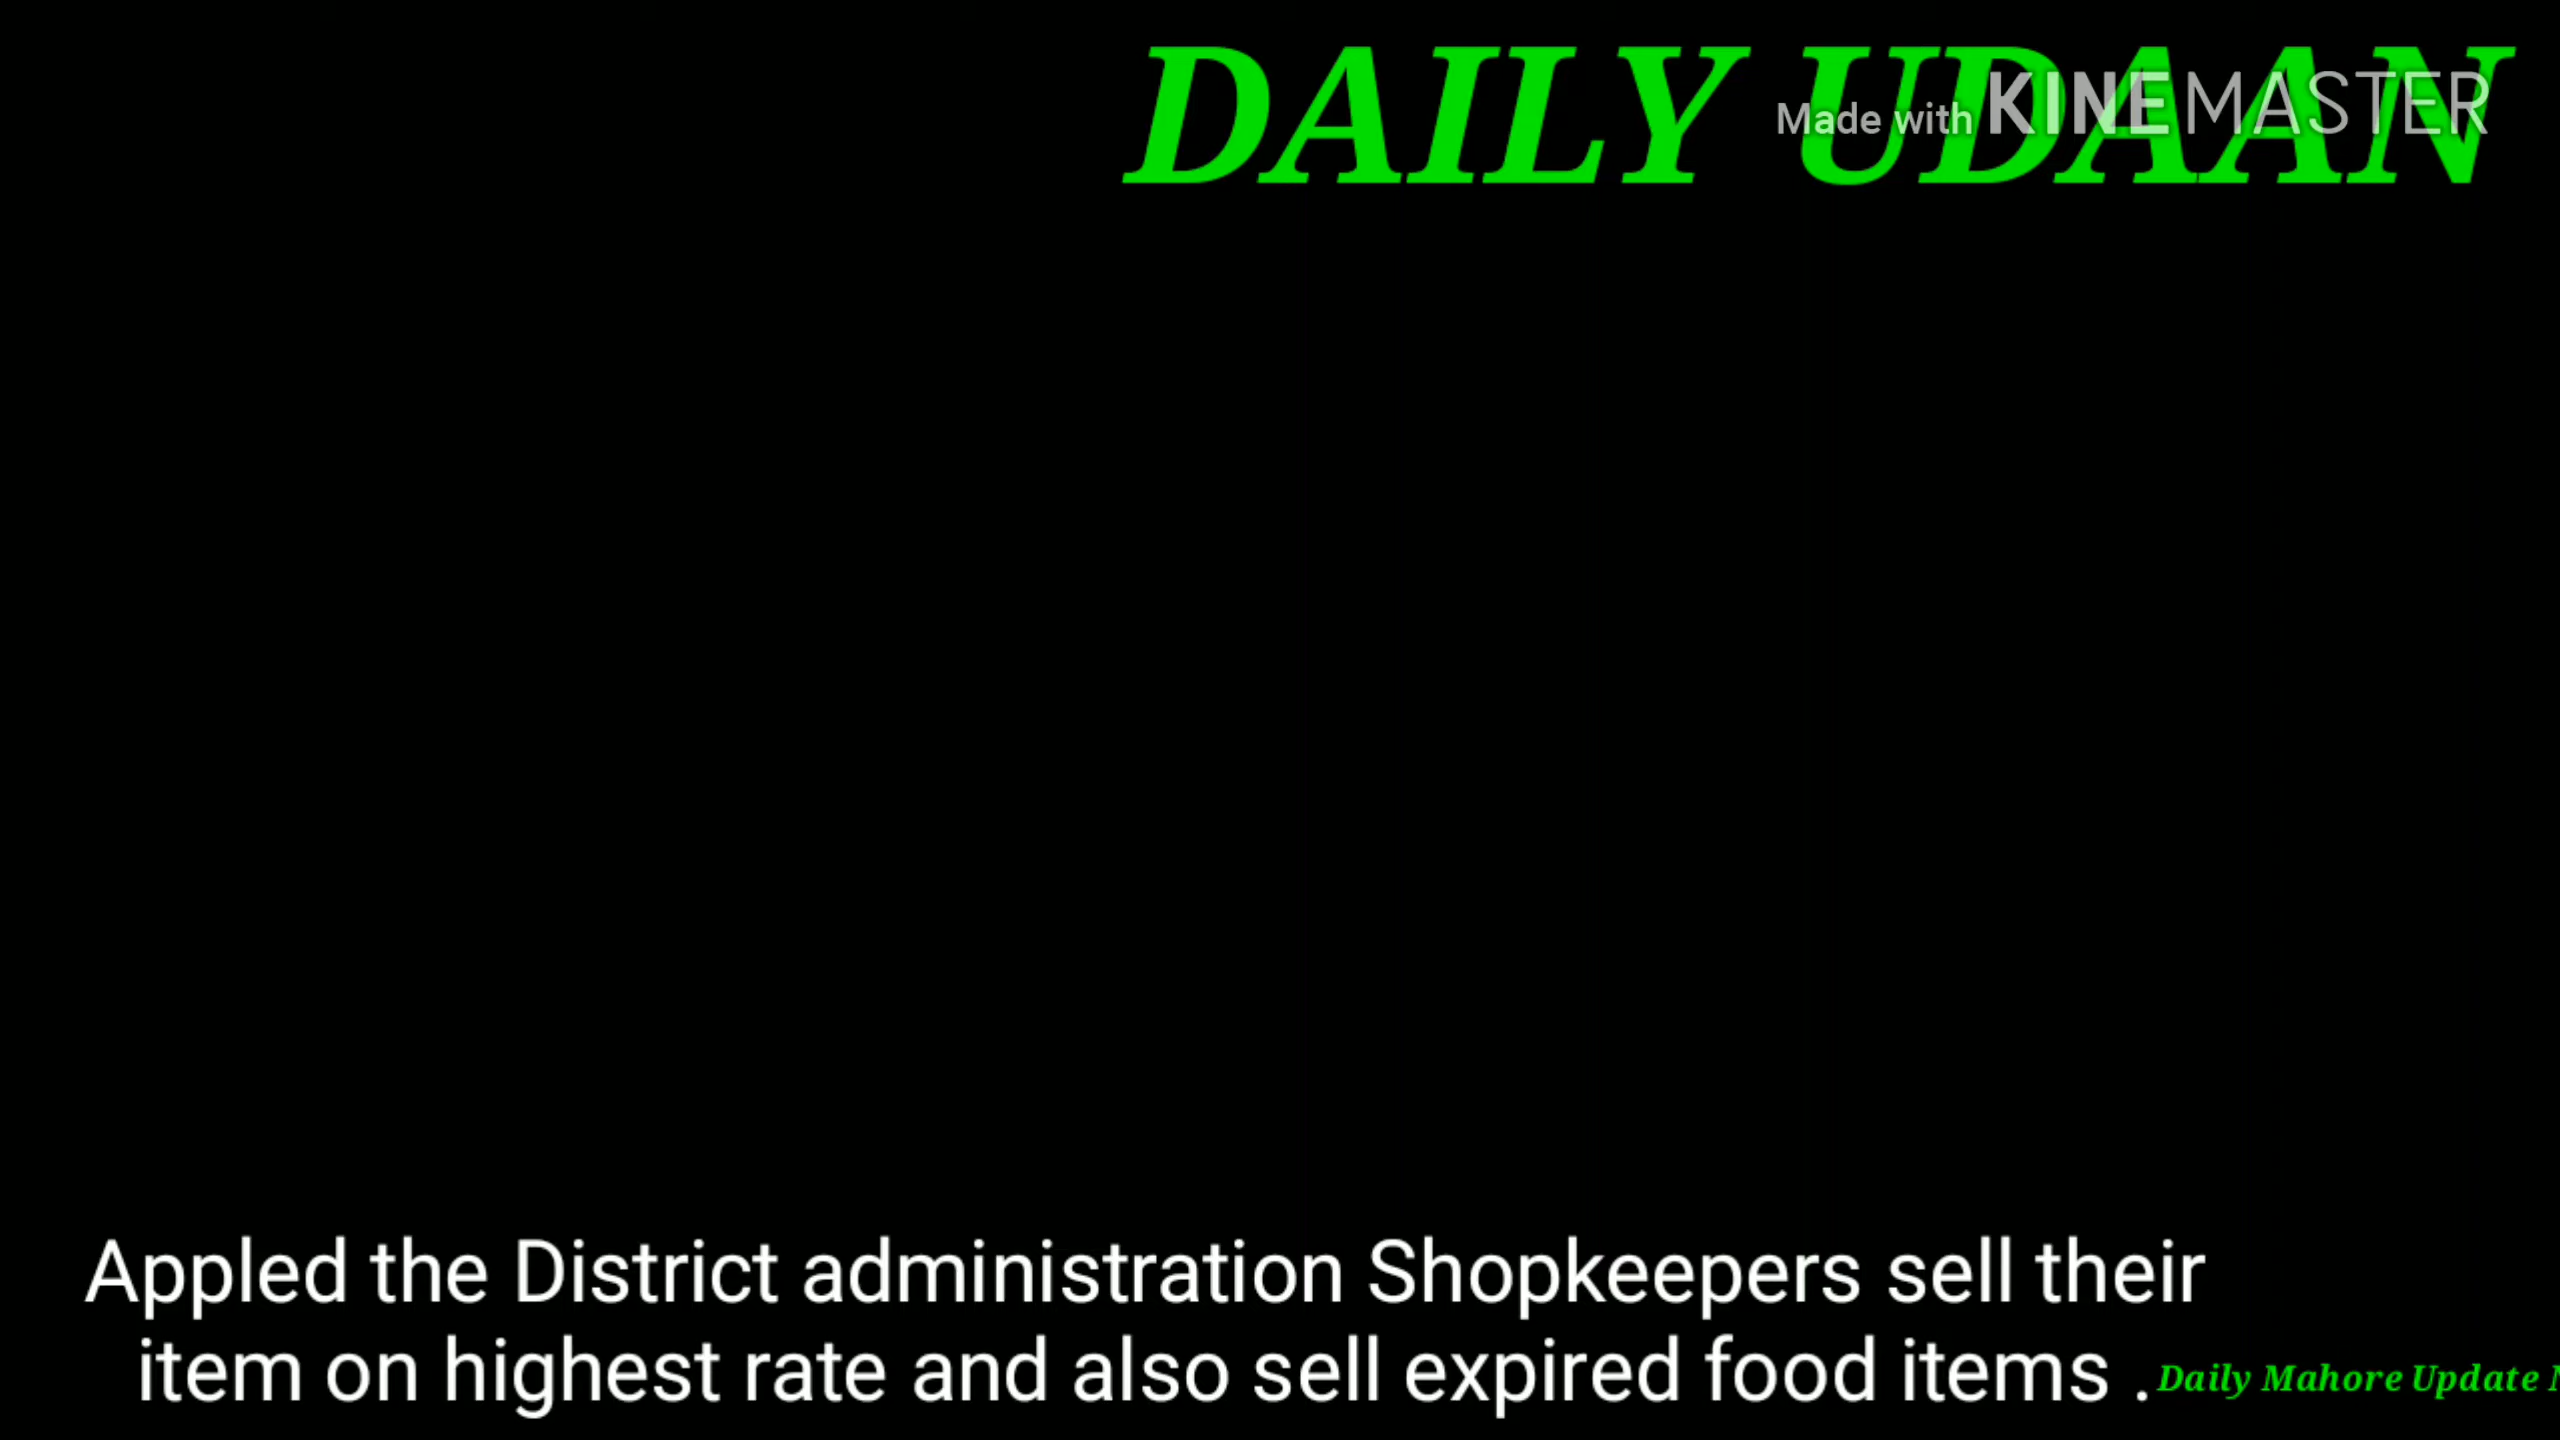 DAILY UDAAN
Made with KINEMASTER
Appled the District administration Shopkeepers sell their
item on highest rate and also sell expired food items .
Daily Mahore Update